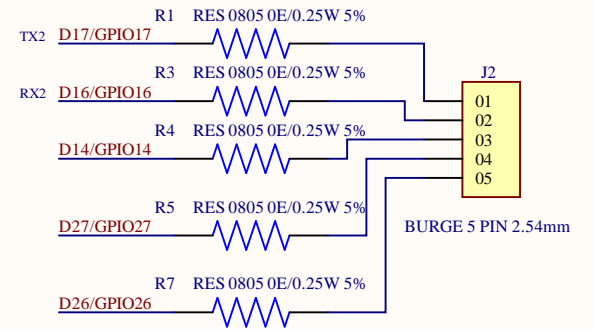 R1 RES 0805 0E/0.25W 5%
TX2 D17/GPIO17
R3 RES 0805 0E/0.25W 5%
RX2 D16/GPIO16
R4 RES 0805 0E/0.25W 5%
D14/GPIO14
R5 RES 0805 0E/0.25W 5%
D27/GPIO27
R7 RES 0805 0E/0.25W 5%
D26/GPIO26
J2
01
02
03
04
05
BURGE 5 PIN 2.54mm